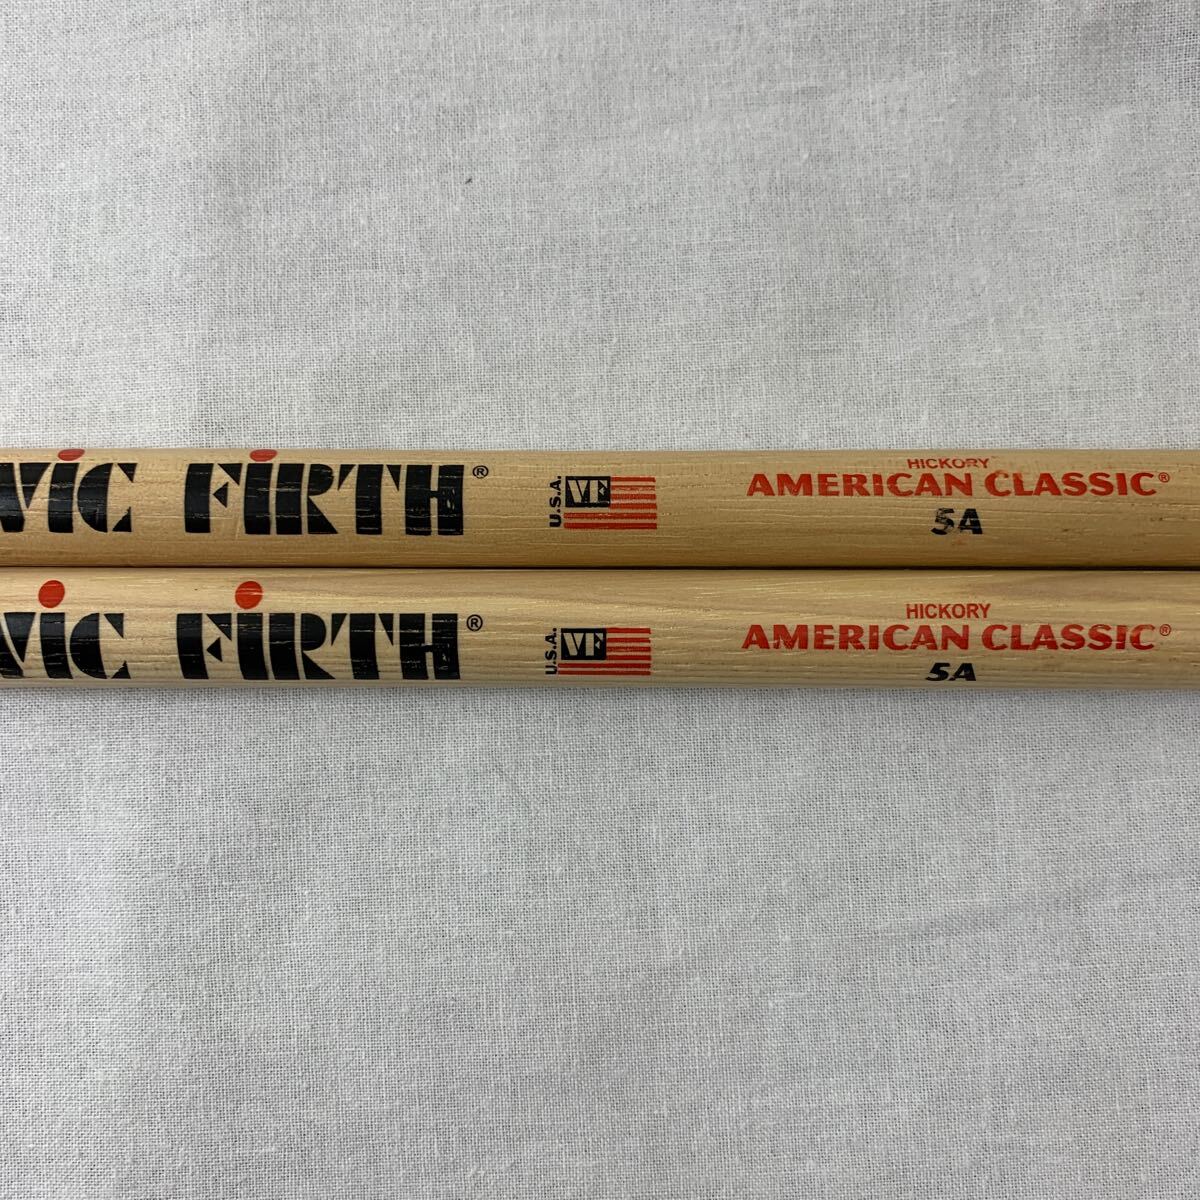 VIC FIRTH®
U.S.A.
VF
HICKORY
AMERICAN CLASSIC®
5A
VIC FIRTH®
U.S.A.
VF
HICKORY
AMERICAN CLASSIC®
5A